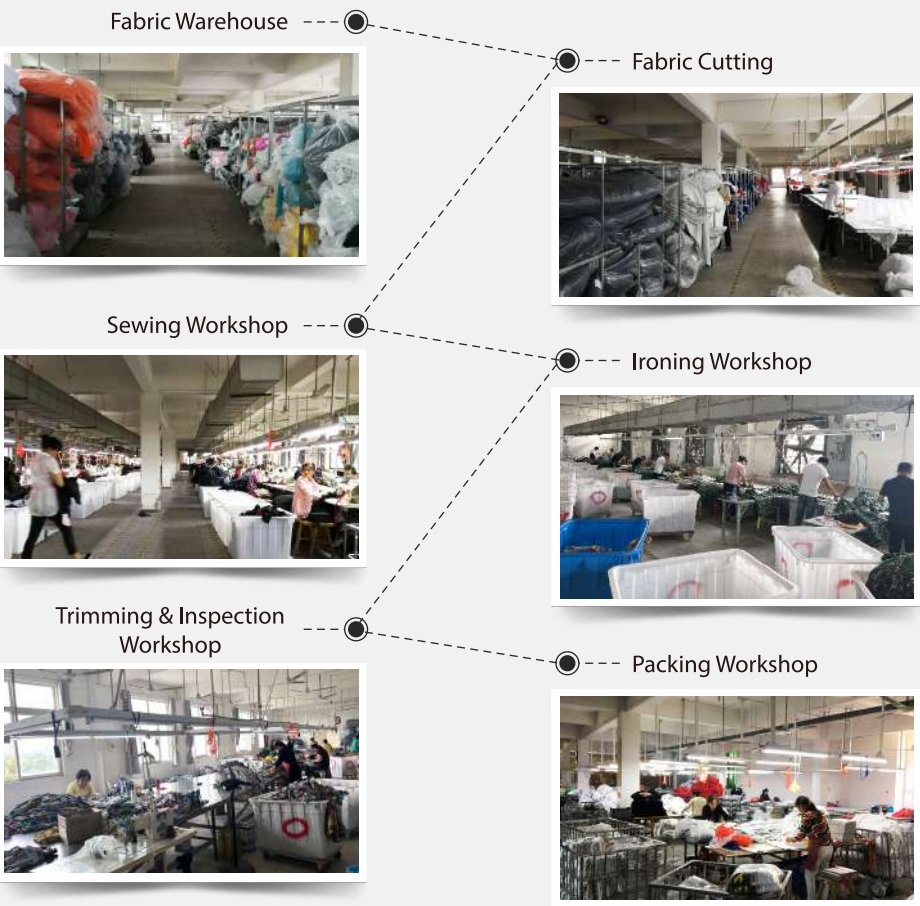 Fabric Warehouse
Fabric Cutting
Sewing Workshop
Ironing Workshop
Trimming & Inspection
Workshop
Packing Workshop